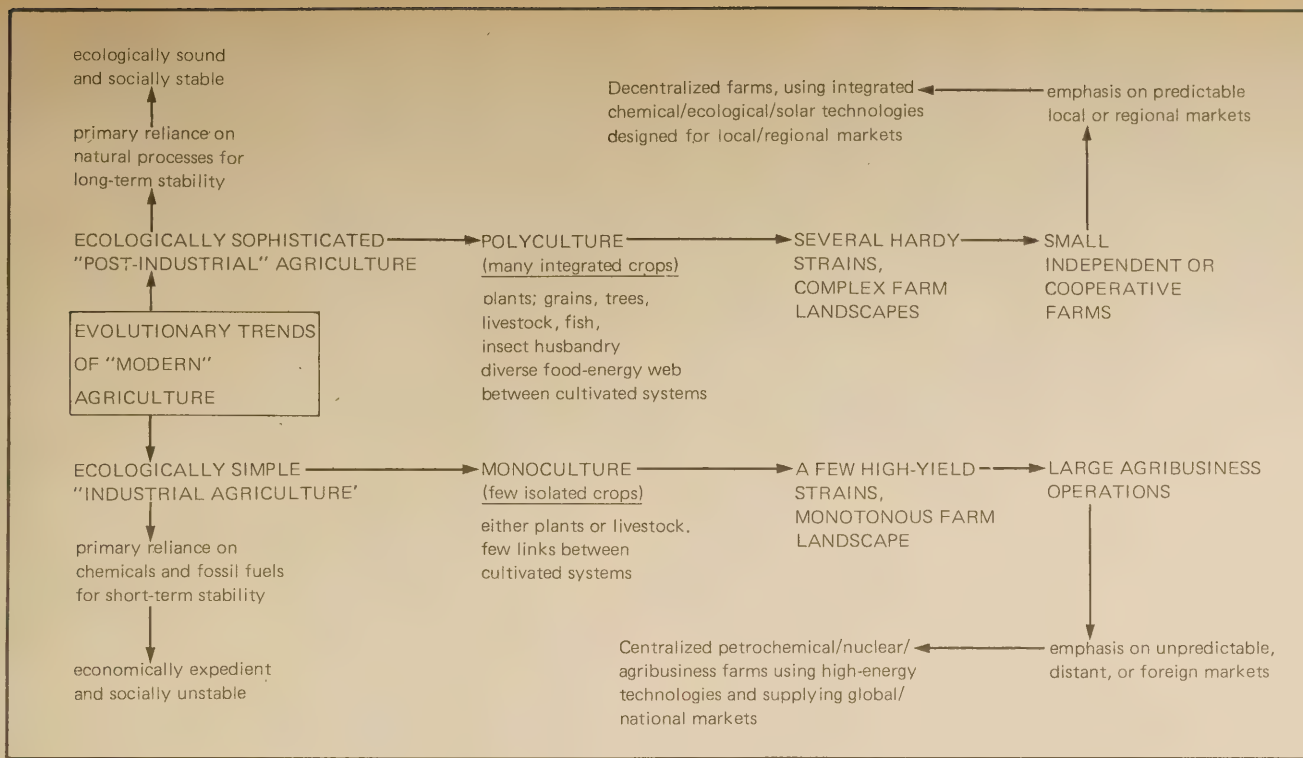 ecologically sound
and socially stable
primary reliance on
natural processes for
long-term stability
Decentralized farms, using integrated
chemical/ecological/solar technologies
designed for local/regional markets
emphasis on predictable
local or regional markets
ECOLOGICALLY SOPHISTICATED
"POST-INDUSTRIAL" AGRICULTURE
POLYCULTURE
(many integrated crops)
plants; grains, trees,
livestock, fish,
insect husbandry
diverse food-energy web
between cultivated systems
SEVERAL HARDY
STRAINS,
COMPLEX FARM
LANDSCAPES
SMALL
INDEPENDENT OR
COOPERATIVE
FARMS
EVOLUTIONARY TRENDS
OF "MODERN"
AGRICULTURE
ECOLOGICALLY SIMPLE
"INDUSTRIAL AGRICULTURE'
MONOCULTURE
(few isolated crops)
either plants or livestock.
few links between
cultivated systems
A FEW HIGH-YIELD
STRAINS,
MONOTONOUS FARM
LANDSCAPE
LARGE AGRIBUSINESS
OPERATIONS
primary reliance on
chemicals and fossil fuels
for short-term stability
economically expedient
and socially unstable
Centralized petrochemical/nuclear/
agribusiness farms using high-energy
technologies and supplying global/
national markets
emphasis on unpredictable,
distant, or foreign markets